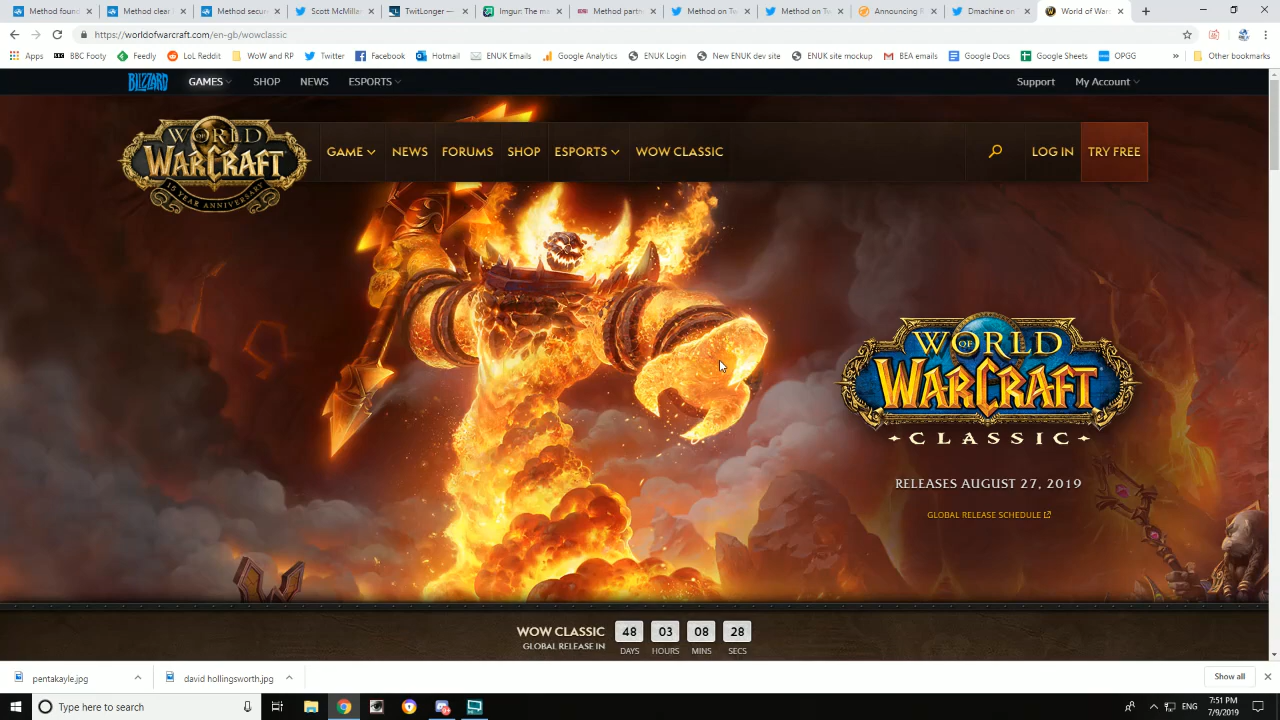 Method found
Method clear
Method secur
Scott McMille
TwitLonger —
Imgur: The ma
Method partn
Method on Tw
Method on Tw
Announcing R
Dmachine on
World of War
https://worldofwarcraft.com/en-gb/wowclassic
Apps
BBC Footy
Feedly
LoL Reddit
WoW and RP
Twitter
Facebook
Hotmail
ENUK Emails
Google Analytics
ENUK Login
New ENUK dev site
ENUK site mockup
BEA emails
Google Docs
Google Sheets
OPGG
»
Other bookmarks
BLIZZARD
GAMES
SHOP
NEWS
ESPORTS
Support
My Account
WORLD
OF
WARCRAFT
15 YEAR ANNIVERSARY
GAME
NEWS
FORUMS
SHOP
ESPORTS
WOW CLASSIC
LOG IN
TRY FREE
WORLD
OF
WARCRAFT
CLASSIC
RELEASES AUGUST 27, 2019
GLOBAL RELEASE SCHEDULE
WOW CLASSIC
GLOBAL RELEASE IN
48 03 08 28
DAYS HOURS MINS SECS
pentakayle.jpg
david hollingsworth.jpg
Show all
Type here to search
ENG
7:51 PM
7/9/2019